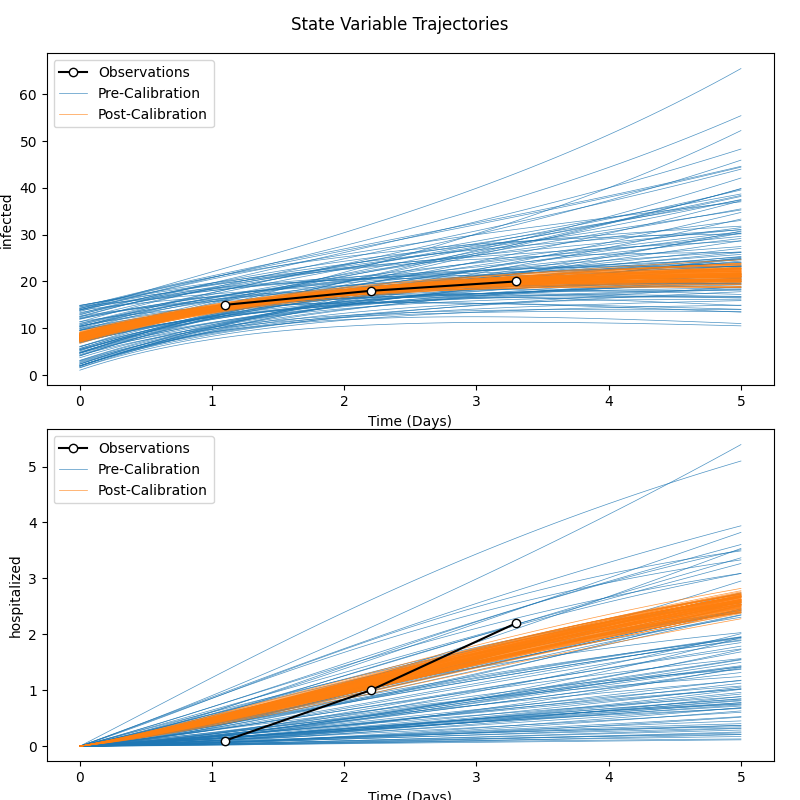 State Variable Trajectories
Observations
Pre-Calibration
Post-Calibration
infected
60
50
40
30
20
10
0
0 1 2 3 4 5
Time (Days)
Observations
Pre-Calibration
Post-Calibration
hospitalized
5
4
3
2
1
0
0 1 2 3 4 5
Time (Days)